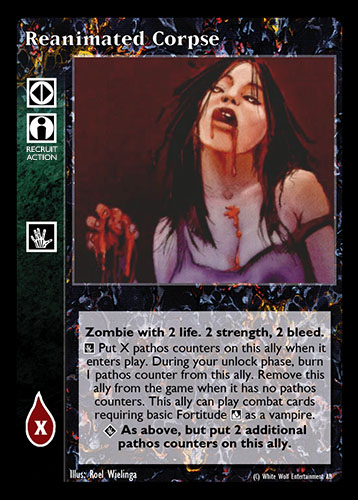 Reanimated Corpse
RECRUIT
ACTION
Zombie with 2 life. 2 strength, 2 bleed.
Put X pathos counters on this ally when it
enters play. During your unlock phase, burn
1 pathos counter from this ally. Remove this
ally from the game when it has no pathos
counters. This ally can play combat cards
requiring basic Fortitude as a vampire.
As above, but put 2 additional
pathos counters on this ally.
X
Illus: Roel Wielinga
(C) White Wolf Entertainment AB